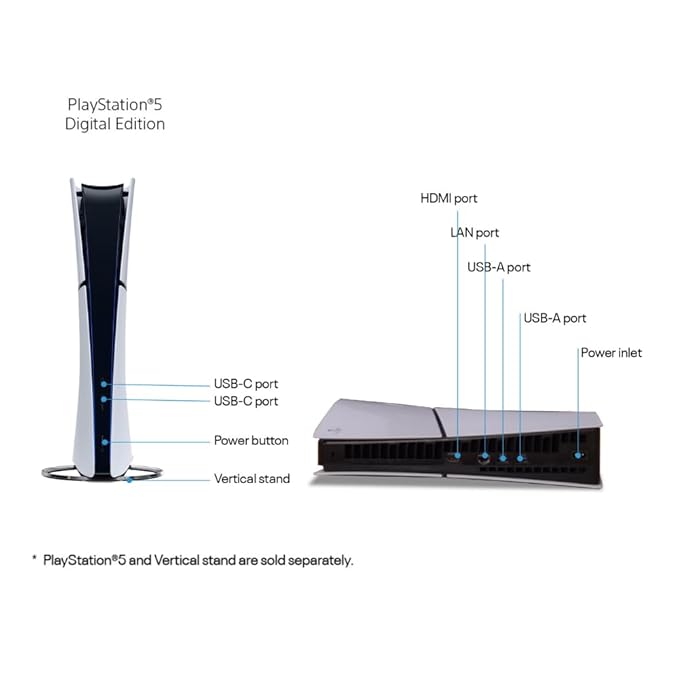 PlayStation®5
Digital Edition
HDMI port
LAN port
USB-A port
USB-A port
Power inlet
USB-C port
USB-C port
Power button
Vertical stand
* PlayStation®5 and Vertical stand are sold separately.